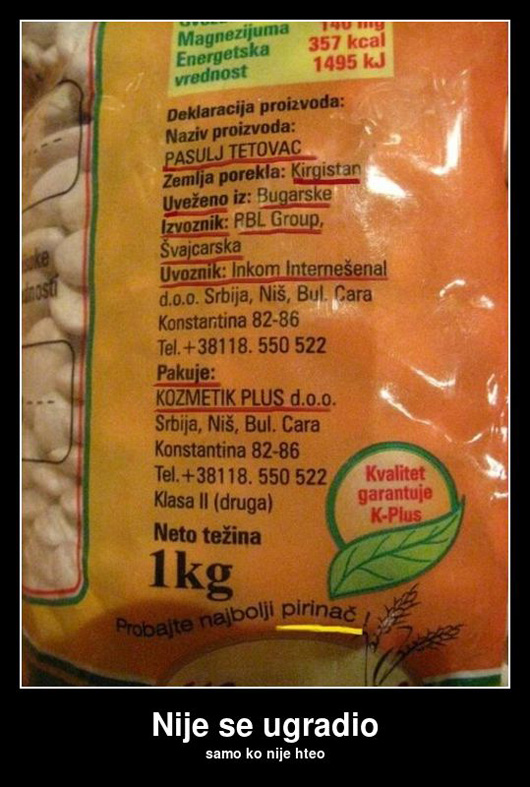 Magnezijuma 140 mg
Energetska 357 kcal
vrednost 1495 kJ
Deklaracija proizvoda:
Naziv proizvoda:
PASULJ TETOVAC
Zemlja porekla: Kirgistan
Uveženo iz: Bugarske
Izvoznik: RBL Group,
Švajcarska
Uvoznik: Inkom Internešenal
d.o.o. Srbija, Niš, Bul. Cara
Konstantina 82-86
Tel.+38118. 550 522
Pakuje:
KOZMETIK PLUS d.o.o.
Srbija, Niš, Bul. Cara
Konstantina 82-86
Tel.+38118. 550 522
Klasa II (druga)
Kvalitet
garantuje
K-Plus
Neto težina
1kg
Probajte najbolji pirinač!
Nije se ugradio
samo ko nije hteo